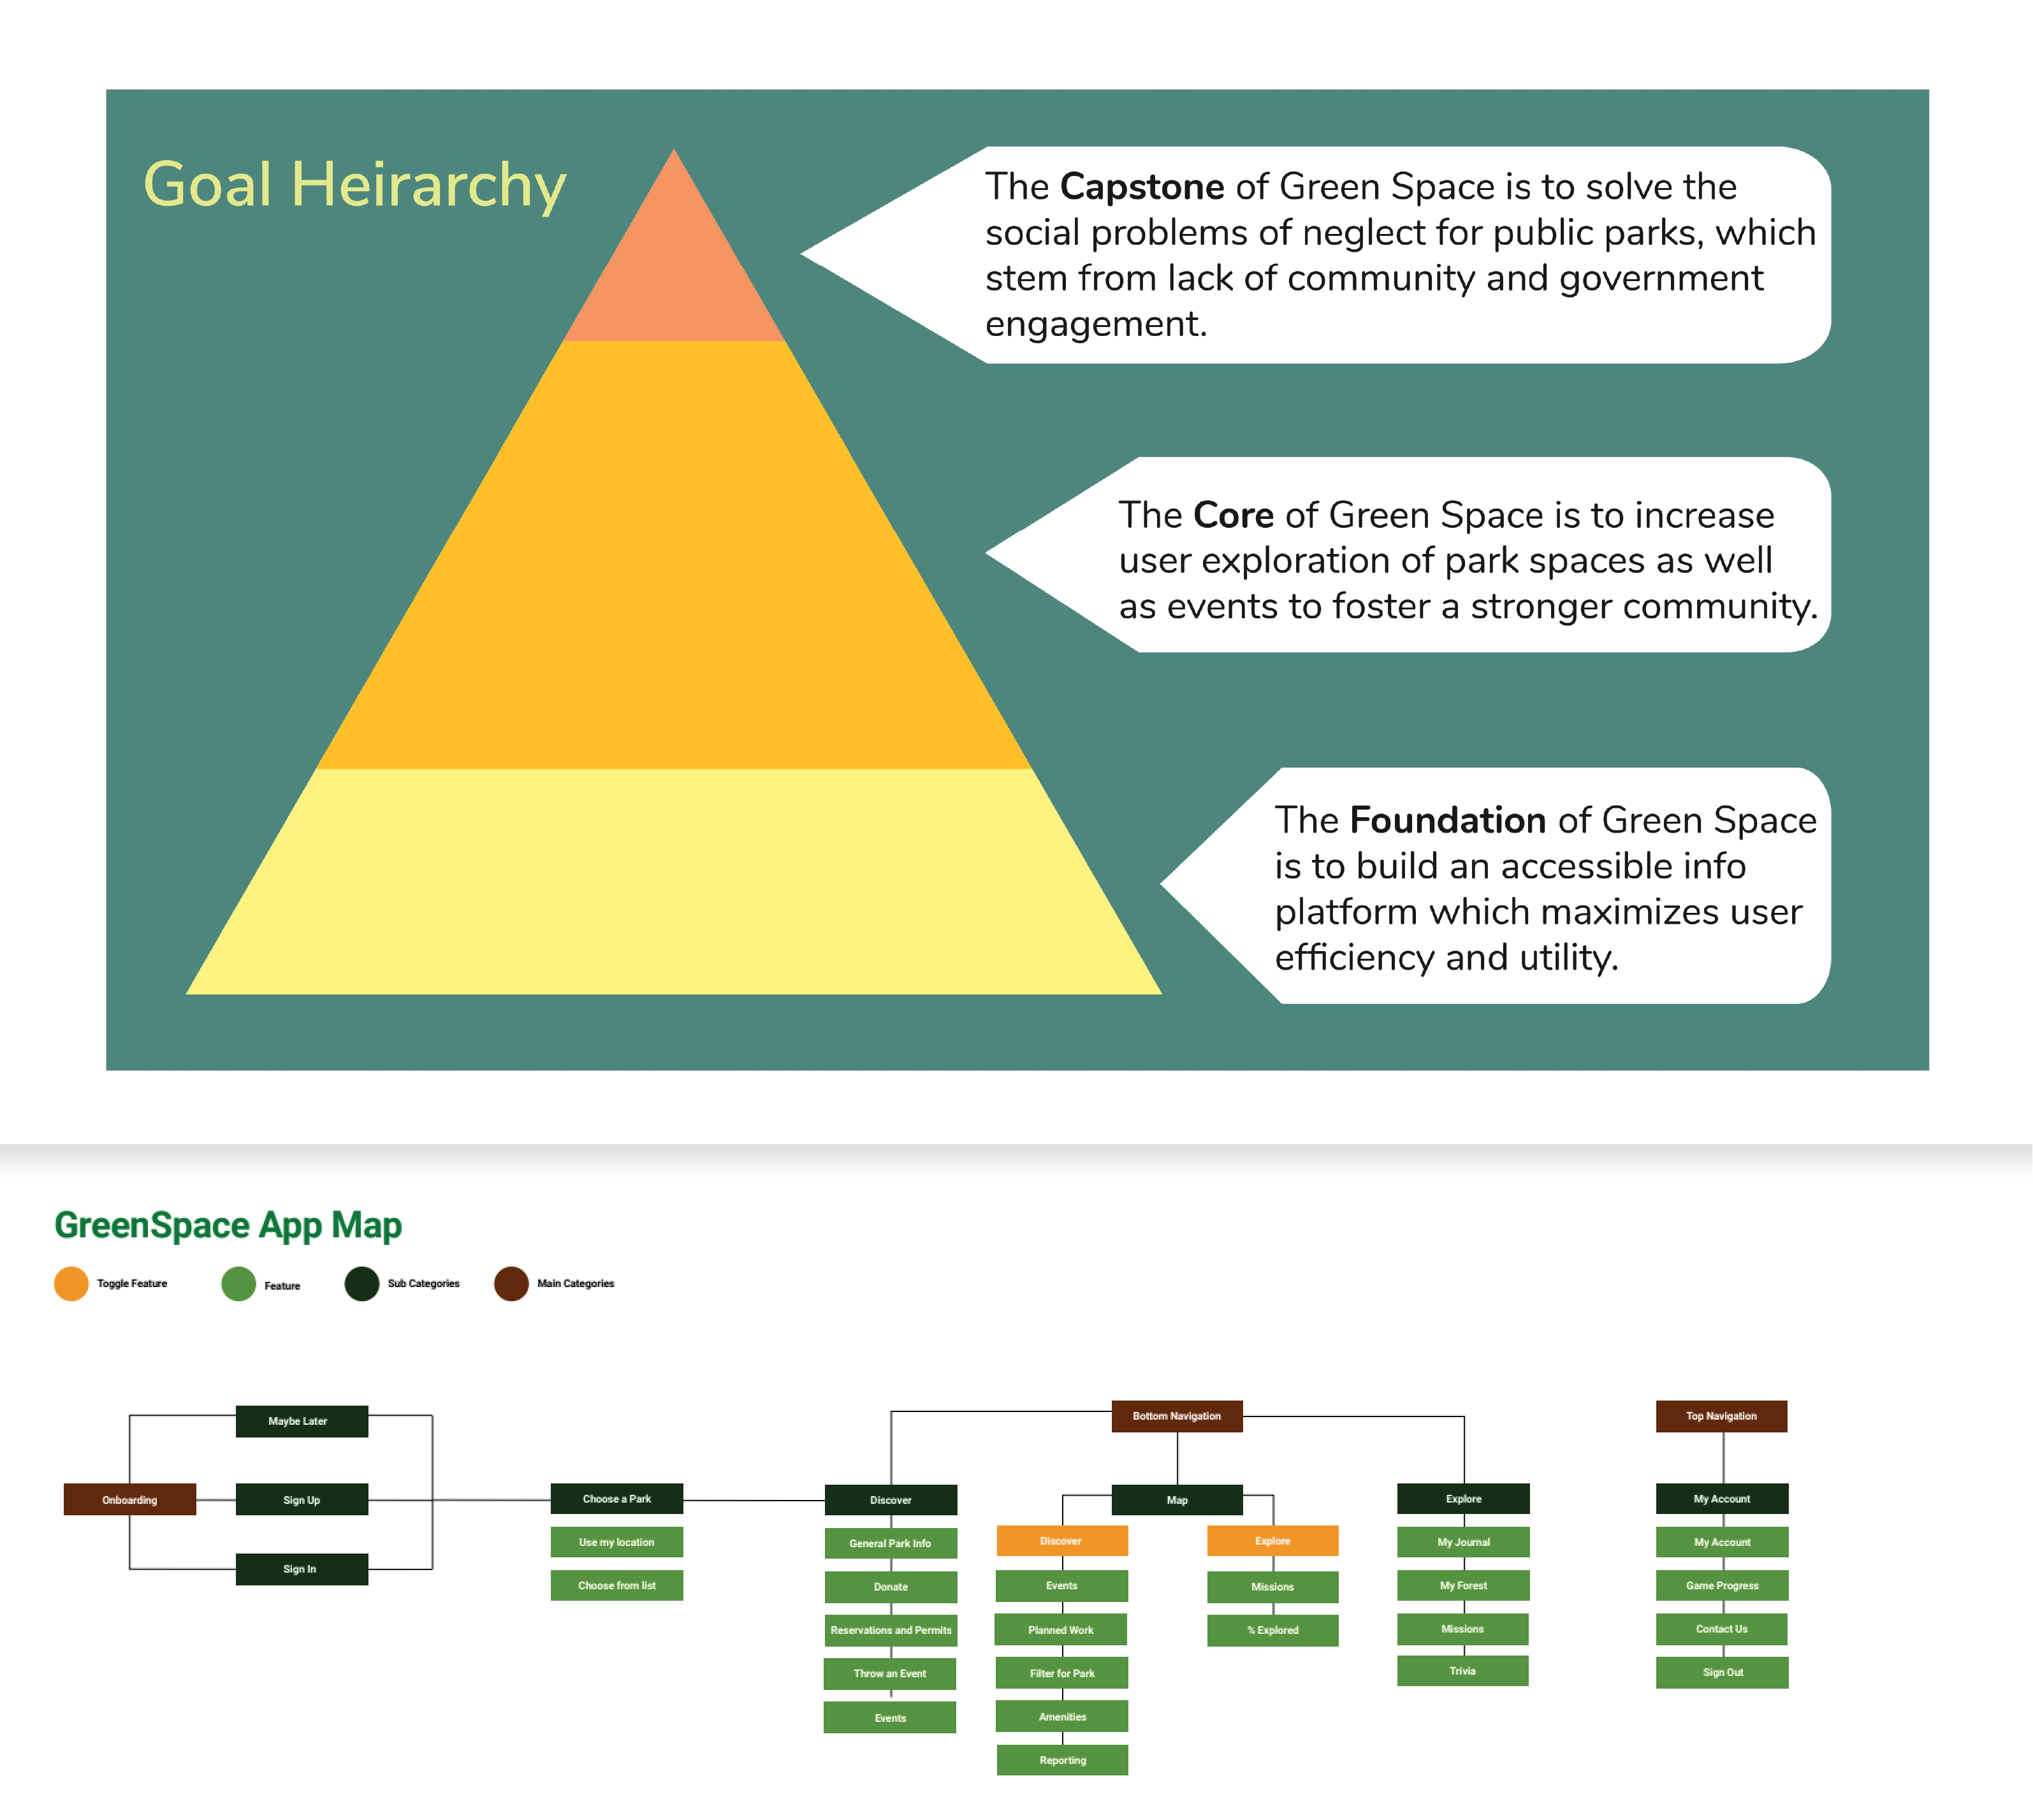 Goal Heirarchy
The Capstone of Green Space is to solve the
social problems of neglect for public parks, which
stem from lack of community and government
engagement.
The Core of Green Space is to increase
user exploration of park spaces as well
as events to foster a stronger community.
The Foundation of Green Space
is to build an accessible info
platform which maximizes user
efficiency and utility.
GreenSpace App Map
Toggle Feature
Feature
Sub Categories
Main Categories
Onboarding
Maybe Later
Sign Up
Sign In
Choose a Park
Use my location
Choose from list
Bottom Navigation
Discover
General Park Info
Donate
Reservations and Permits
Throw an Event
Events
Map
Discover
Events
Planned Work
Filter for Park
Amenities
Reporting
Explore
Missions
% Explored
Explore
My Journal
My Forest
Missions
Trivia
Top Navigation
My Account
My Account
Game Progress
Contact Us
Sign Out